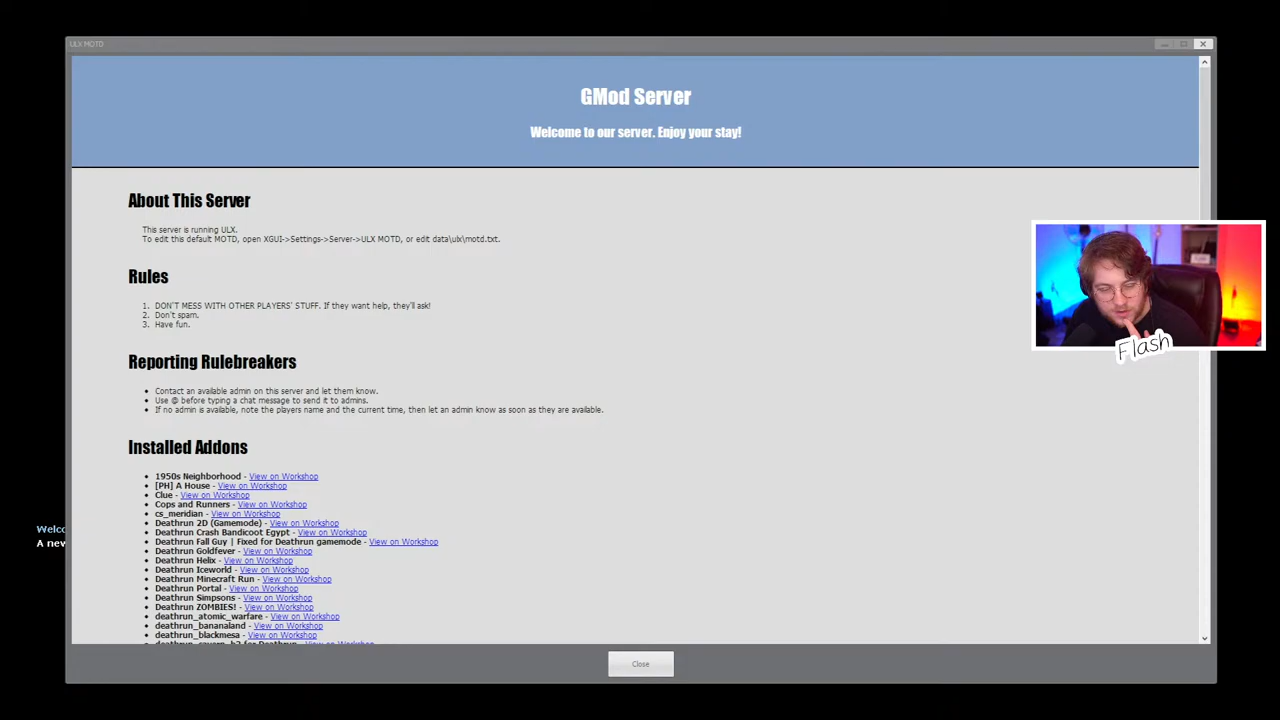 ULX MOTD
GMod Server
Welcome to our server. Enjoy your stay!
About This Server
This server is running ULX.
To edit this default MOTD, open XGUI->Settings->Server->ULX MOTD, or edit data\ulx\motd.txt.
Rules
1. DON'T MESS WITH OTHER PLAYERS' STUFF. If they want help, they'll ask!
2. Don't spam.
3. Have fun.
Flash
Reporting Rulebreakers
Contact an available admin on this server and let them know.
Use @ before typing a chat message to send it to admins.
If no admin is available, note the players name and the current time, then let an admin know as soon as they are available.
Installed Addons
1950s Neighborhood - View on Workshop
[PH] A House - View on Workshop
Clue - View on Workshop
Cops and Runners - View on Workshop
cs_meridian - View on Workshop
Deathrun 2D (Gamemode) - View on Workshop
Deathrun Crash Bandicoot Egypt - View on Workshop
Deathrun Fall Guy | Fixed for Deathrun gamemode - View on Workshop
Deathrun Goldfever - View on Workshop
Deathrun Helix - View on Workshop
Deathrun Iceworld - View on Workshop
Deathrun Minecraft Run - View on Workshop
Deathrun Portal - View on Workshop
Deathrun Simpsons - View on Workshop
Deathrun ZOMBIES! - View on Workshop
deathrun_atomic_warfare - View on Workshop
deathrun_bananaland - View on Workshop
deathrun_blackmesa - View on Workshop
Welco
A new
Close